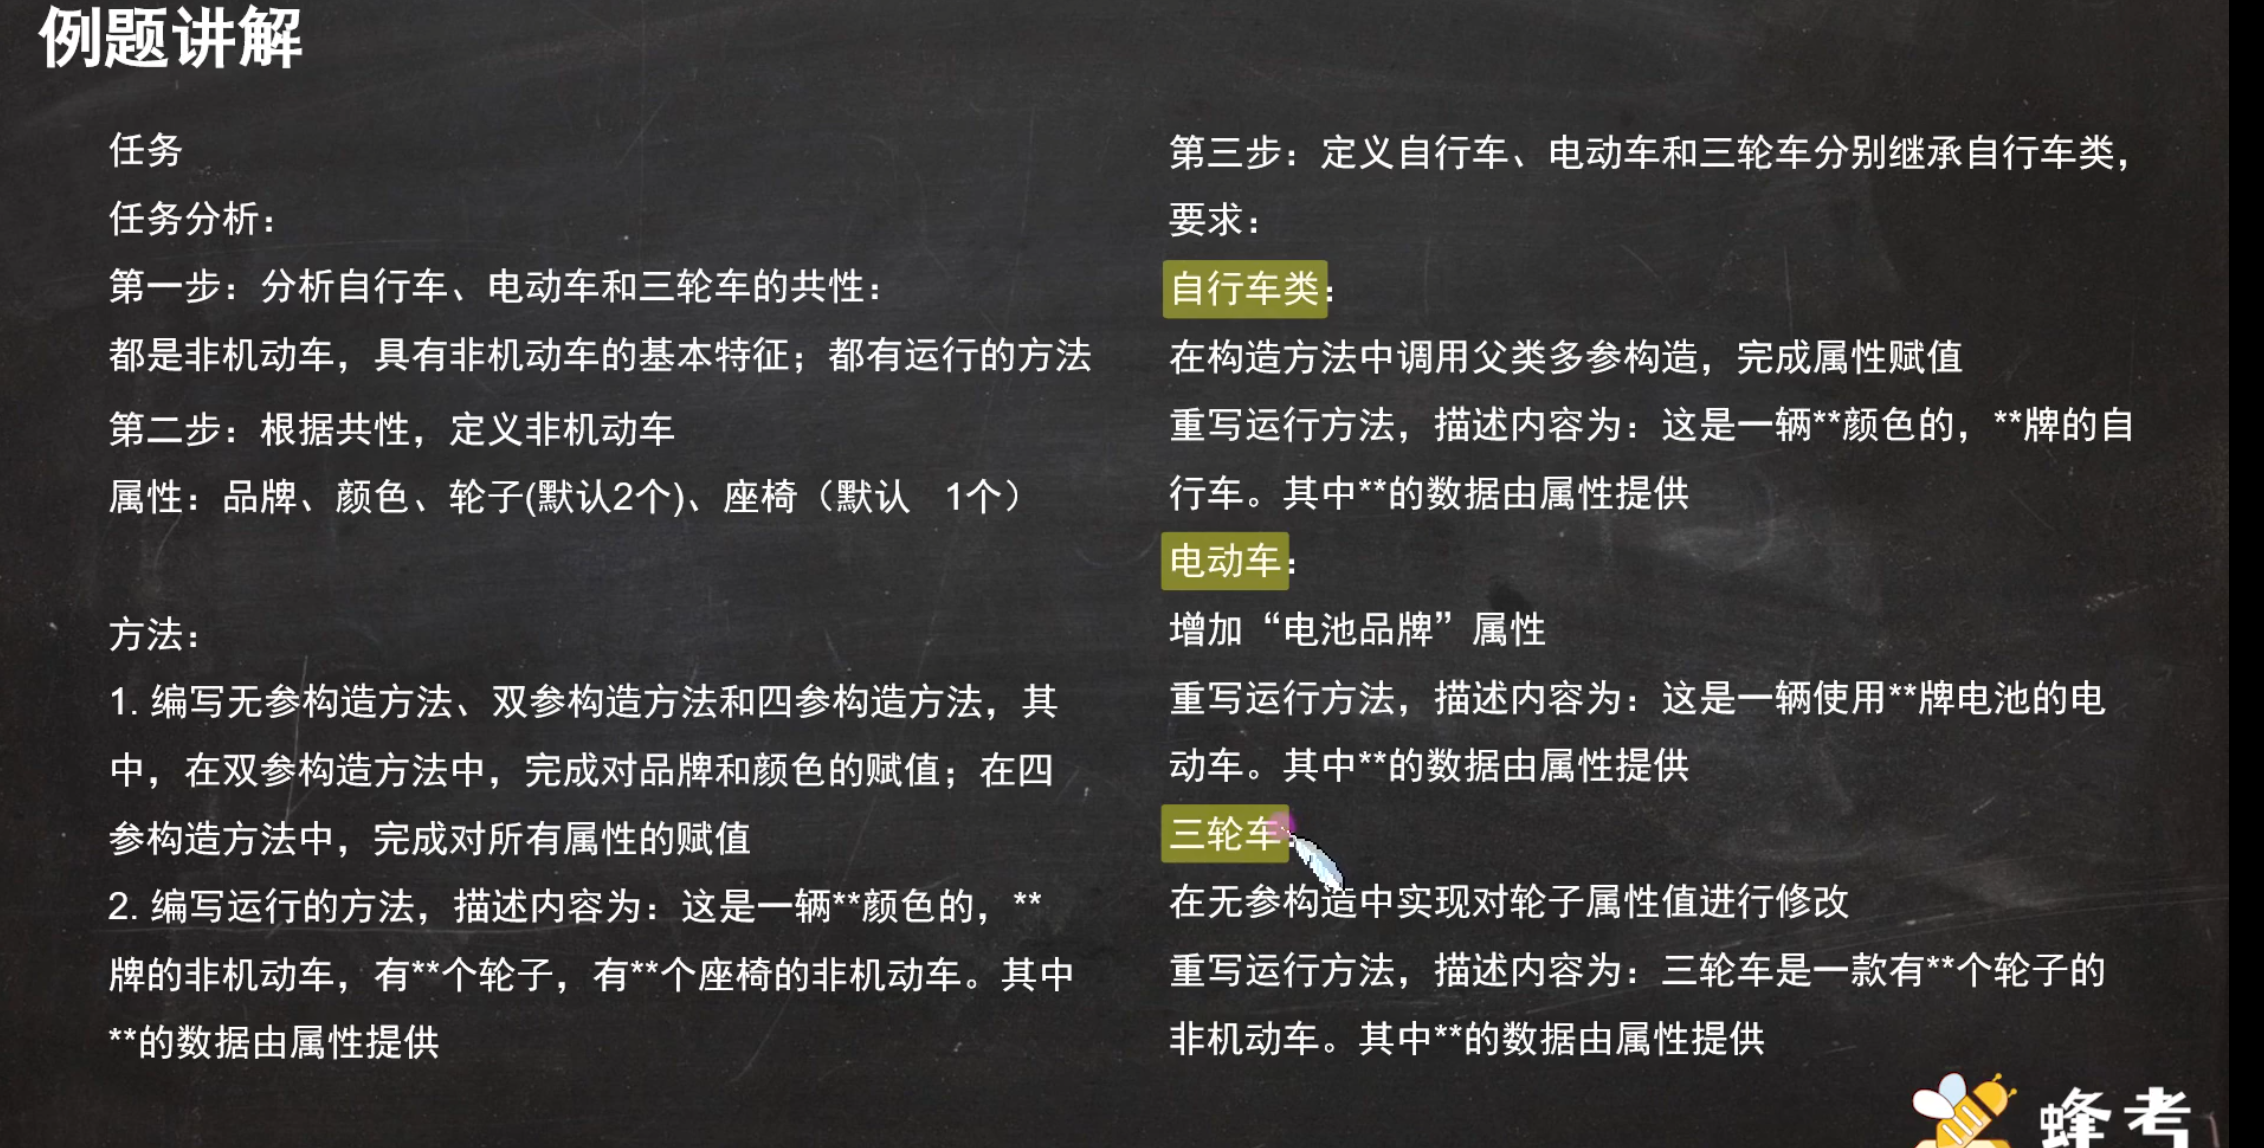 例题讲解
任务
任务分析：
第一步：分析自行车、电动车和三轮车的共性：
都是非机动车，具有非机动车的基本特征；都有运行的方法
第二步：根据共性，定义非机动车
属性：品牌、颜色、轮子(默认2个)、座椅（默认 1个）
方法：
1. 编写无参构造方法、双参构造方法和四参构造方法，其
中，在双参构造方法中，完成对品牌和颜色的赋值；在四
参构造方法中，完成对所有属性的赋值
2. 编写运行的方法，描述内容为：这是一辆**颜色的，**
牌的非机动车，有**个轮子，有**个座椅的非机动车。其中
**的数据由属性提供
第三步：定义自行车、电动车和三轮车分别继承自行车类，
要求：
自行车类：
在构造方法中调用父类多参构造，完成属性赋值
重写运行方法，描述内容为：这是一辆**颜色的，**牌的自
行车。其中**的数据由属性提供
电动车：
增加“电池品牌”属性
重写运行方法，描述内容为：这是一辆使用**牌电池的电
动车。其中**的数据由属性提供
三轮车：
在无参构造中实现对轮子属性值进行修改
重写运行方法，描述内容为：三轮车是一款有**个轮子的
非机动车。其中**的数据由属性提供
蜂考